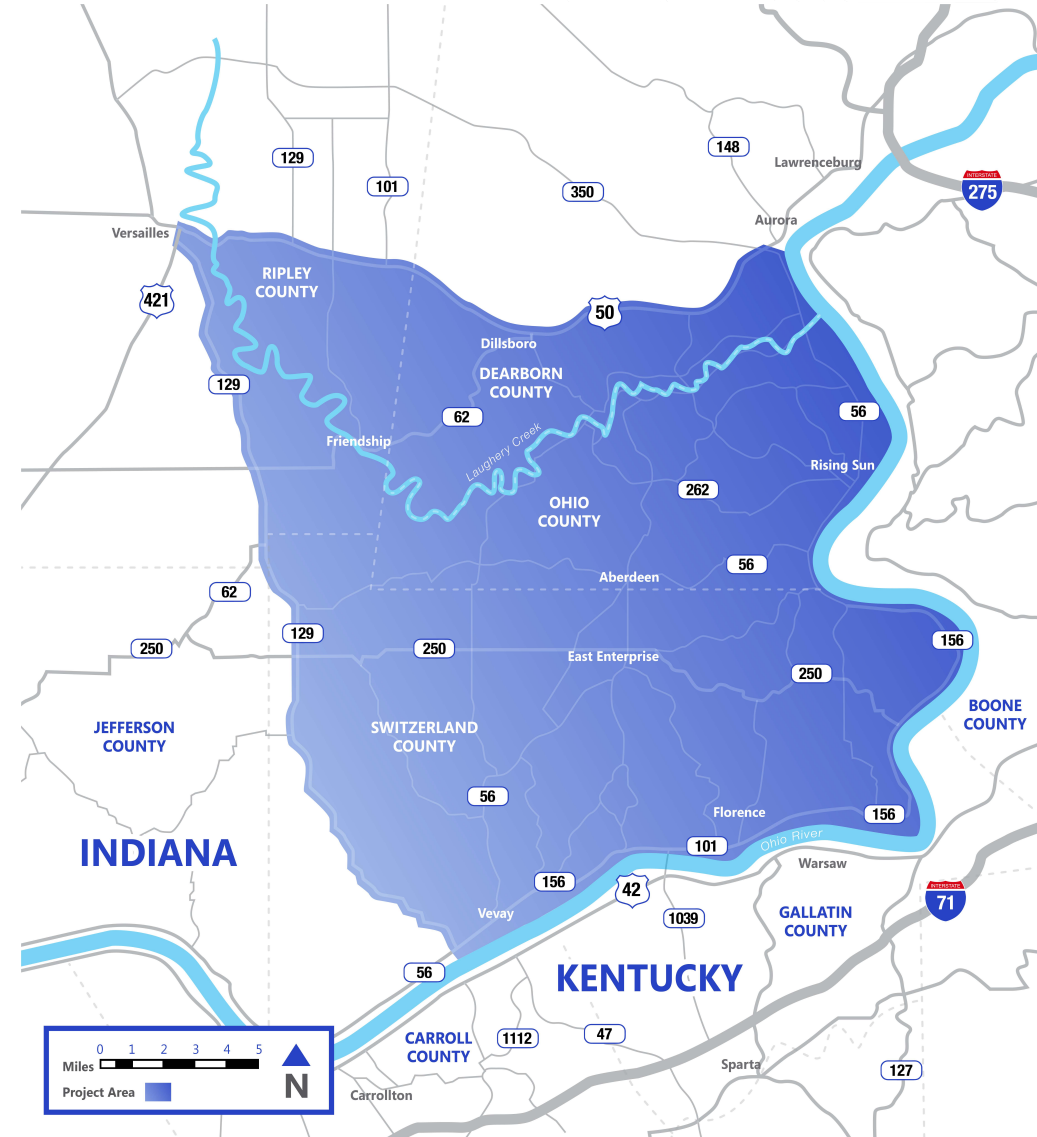 148
129
Lawrenceburg
101
350
INTERSTATE
275
Aurora
Versailles
RIPLEY
COUNTY
421
50
Dillsboro
DEARBORN
COUNTY
129
62
56
Friendship
Laughery Creek
Rising Sun
262
OHIO
COUNTY
56
Aberdeen
62
129
156
250
250
East Enterprise
250
BOONE
COUNTY
JEFFERSON
COUNTY
SWITZERLAND
COUNTY
56
Florence
156
Ohio River
101
INDIANA
Warsaw
156
42
INTERSTATE
71
Vevay
1039
GALLATIN
COUNTY
56
KENTUCKY
47
1112
CARROLL
COUNTY
Sparta
127
Carrollton
0 1 2 3 4 5
Miles
Project Area
N